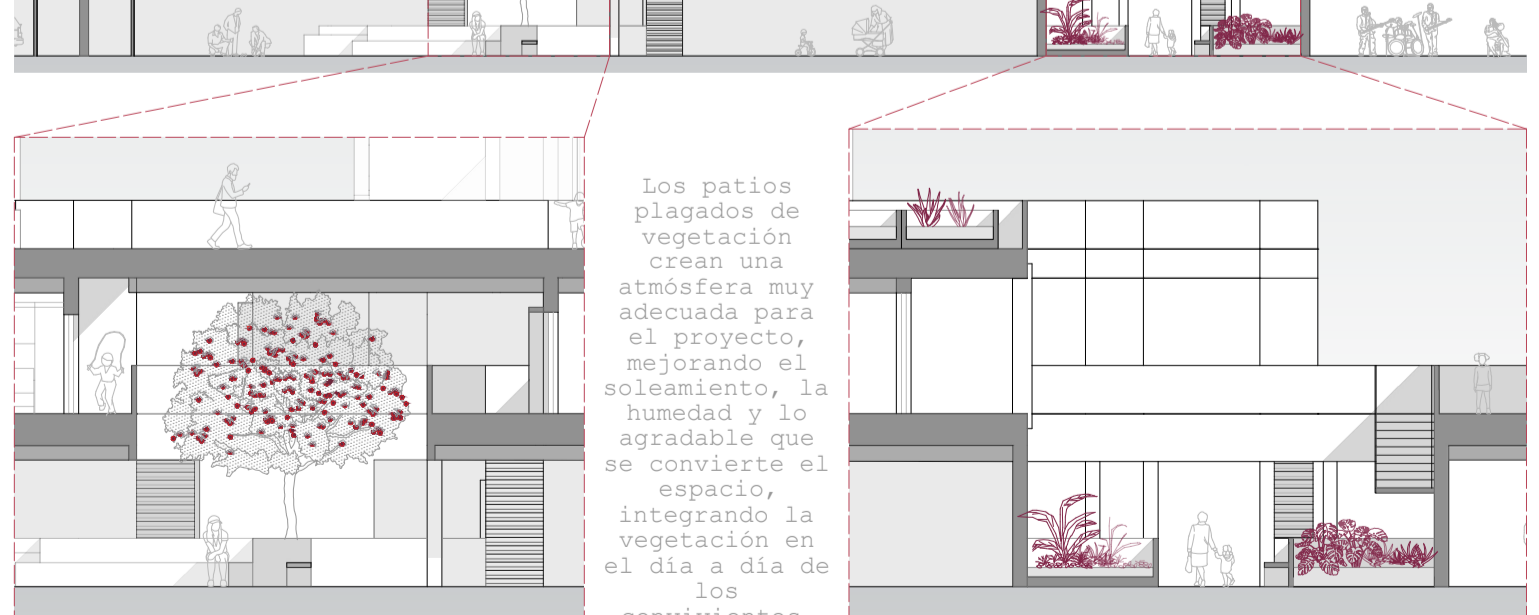 Los patios
plagados de
vegetación
crean una
atmósfera muy
adecuada para
el proyecto,
mejorando el
soleamiento, la
humedad y lo
agradable que
se convierte el
espacio,
integrando la
vegetación en
el día a día de
los
convivientes